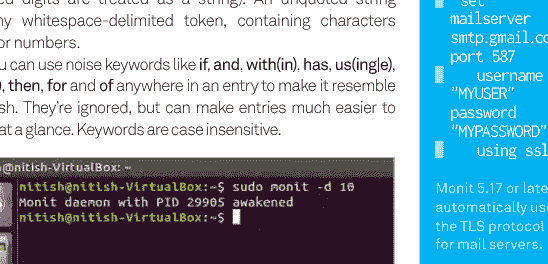 ed digits are treated as a string). An unquoted string
ny whitespace-delimited token, containing characters
or numbers.
u can use noise keywords like if, and, with(in), has, us(ing|e),
), then, for and of anywhere in an entry to make it resemble
sh. They're ignored, but can make entries much easier to
at a glance. Keywords are case insensitive.
sh@nitish-VirtualBox: ~
nitish@nitish-VirtualBox:~$ sudo monit -d 10
Monit daemon with PID 29905 awakened
nitish@nitish-VirtualBox:~$
set
mailserver
smtp.gmail.co
port 587
username
"MYUSER"
password
"MYPASSWORD"
using ssl
Monit 5.17 or late
automatically use
the TLS protocol
for mail servers.